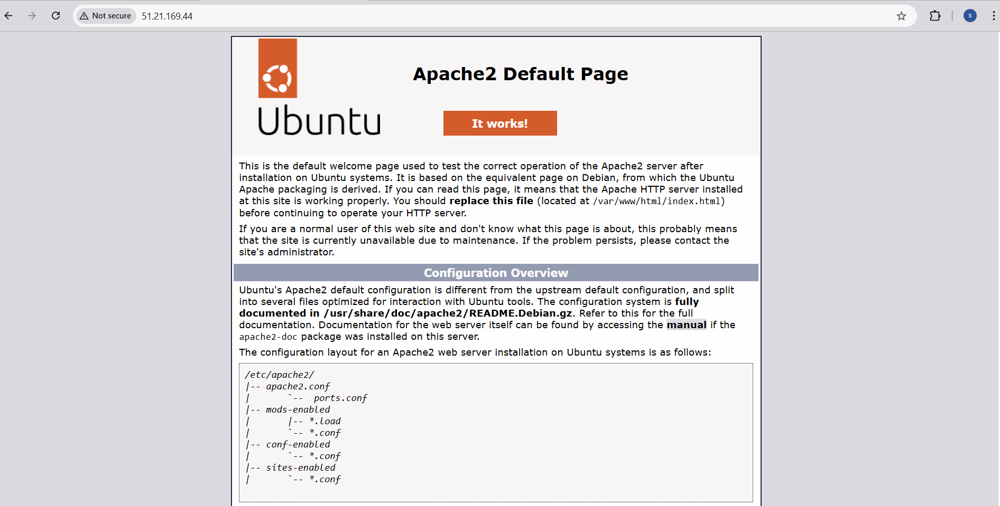 Not secure 51.21.169.44
S
Apache2 Default Page
Ubuntu
It works!
This is the default welcome page used to test the correct operation of the Apache2 server after
installation on Ubuntu systems. It is based on the equivalent page on Debian, from which the Ubuntu
Apache packaging is derived. If you can read this page, it means that the Apache HTTP server installed
at this site is working properly. You should replace this file (located at /var/www/html/index.html)
before continuing to operate your HTTP server.
If you are a normal user of this web site and don't know what this page is about, this probably means
that the site is currently unavailable due to maintenance. If the problem persists, please contact the
site's administrator.
Configuration Overview
Ubuntu's Apache2 default configuration is different from the upstream default configuration, and split
into several files optimized for interaction with Ubuntu tools. The configuration system is fully
documented in /usr/share/doc/apache2/README.Debian.gz. Refer to this for the full
documentation. Documentation for the web server itself can be found by accessing the manual if the
apache2-doc package was installed on this server.
The configuration layout for an Apache2 web server installation on Ubuntu systems is as follows:
/etc/apache2/
|-- apache2.conf
|       `--  ports.conf
|-- mods-enabled
|       |-- *.load
|       `-- *.conf
|-- conf-enabled
|       `-- *.conf
|-- sites-enabled
|       `-- *.conf